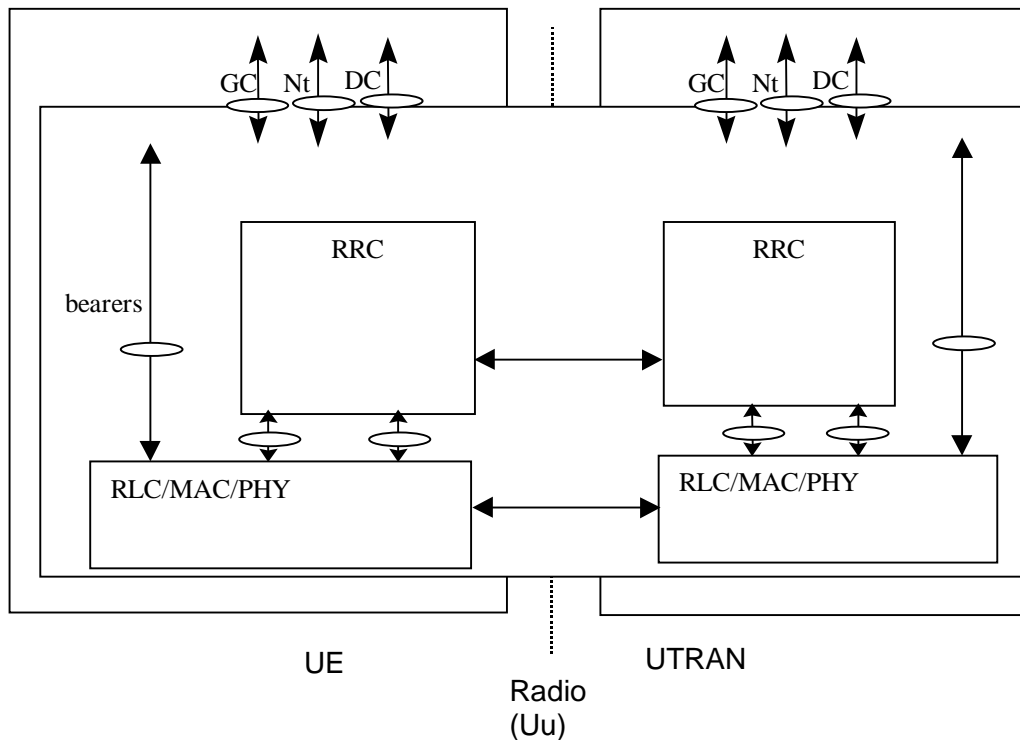 GC Nt DC GC Nt DC
RRC RRC
bearers
RLC/MAC/PHY RLC/MAC/PHY
UE UTRAN
Radio
(Uu)